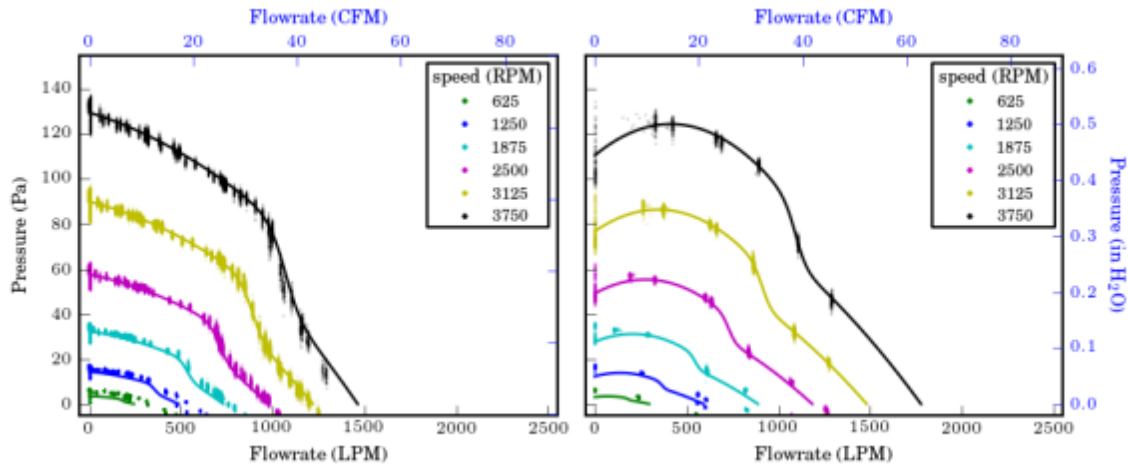 Flowrate (CFM)
0 20 40 60 80
Pressure (Pa)
140
120
100
80
60
40
20
0
speed (RPM)
625
1250
1875
2500
3125
3750
0 500 1000 1500 2000 2500
Flowrate (LPM)
Flowrate (CFM)
0 20 40 60 80
speed (RPM)
625
1250
1875
2500
3125
3750
0.6
0.5
0.4
0.3
0.2
0.1
0.0
Pressure (in H₂O)
0 500 1000 1500 2000 2500
Flowrate (LPM)